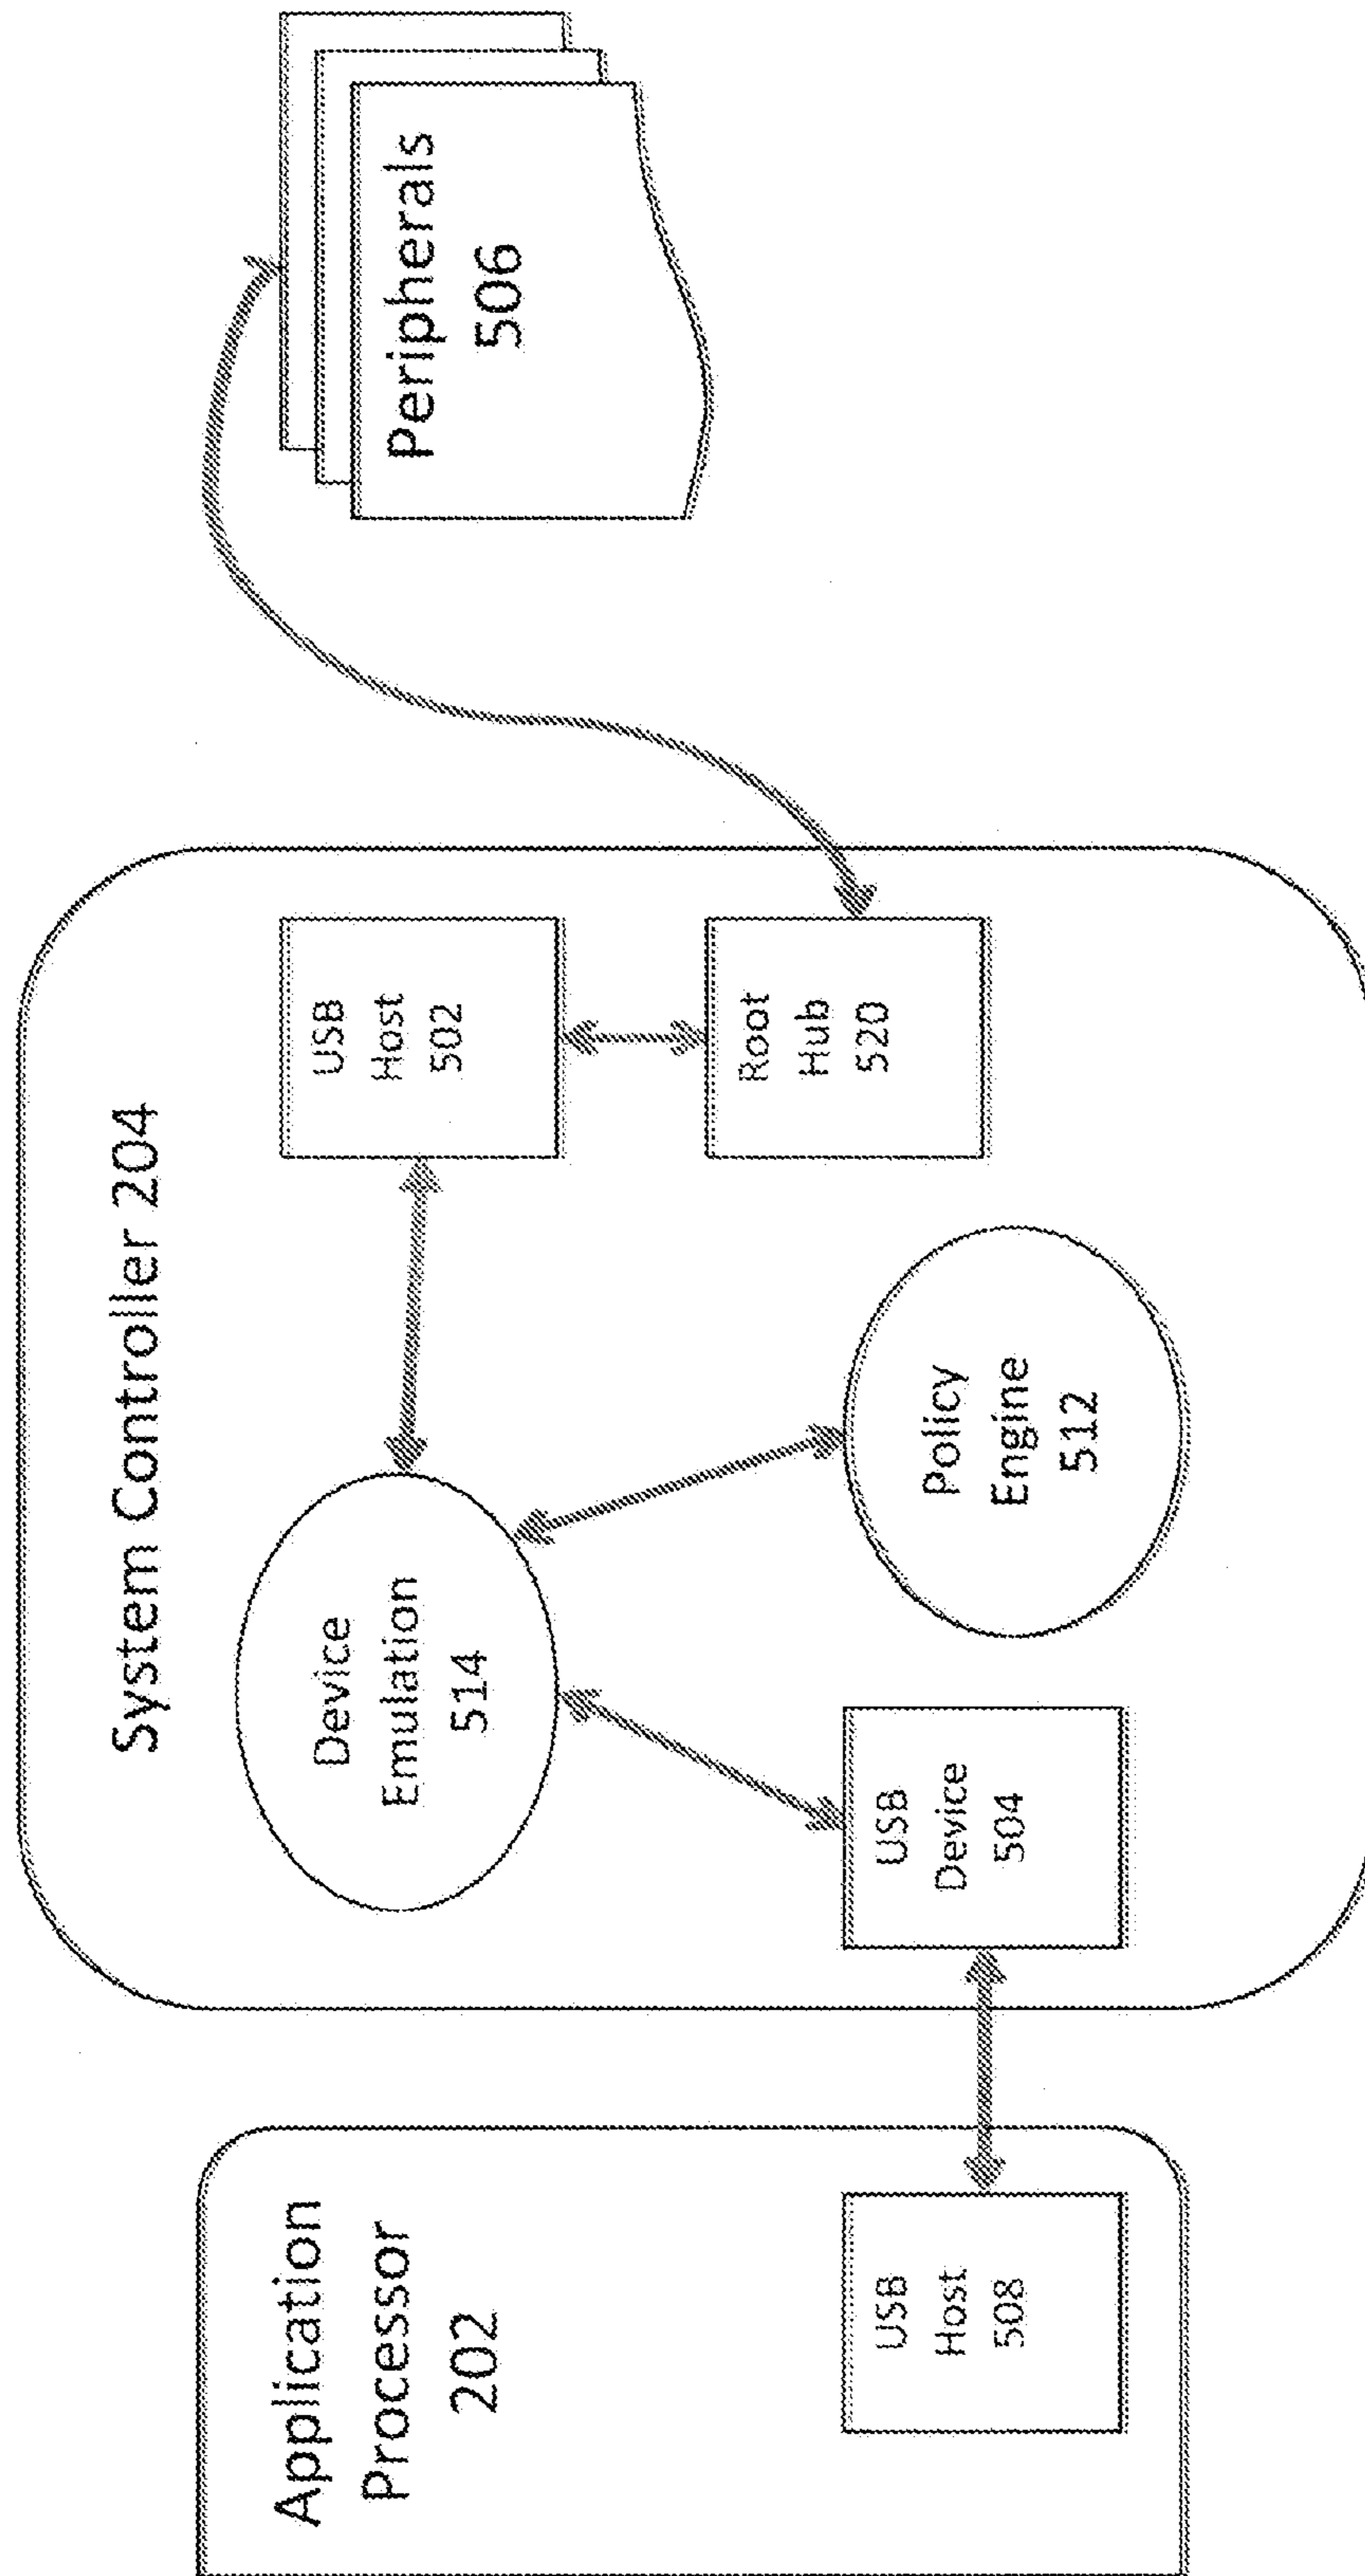 Application
Processor
202
USB
Host
508
System Controller 204
Device
Emulation
514
USB
Device
504
Policy
Engine
512
USB
Host
502
Root
Hub
520
Peripherals
506